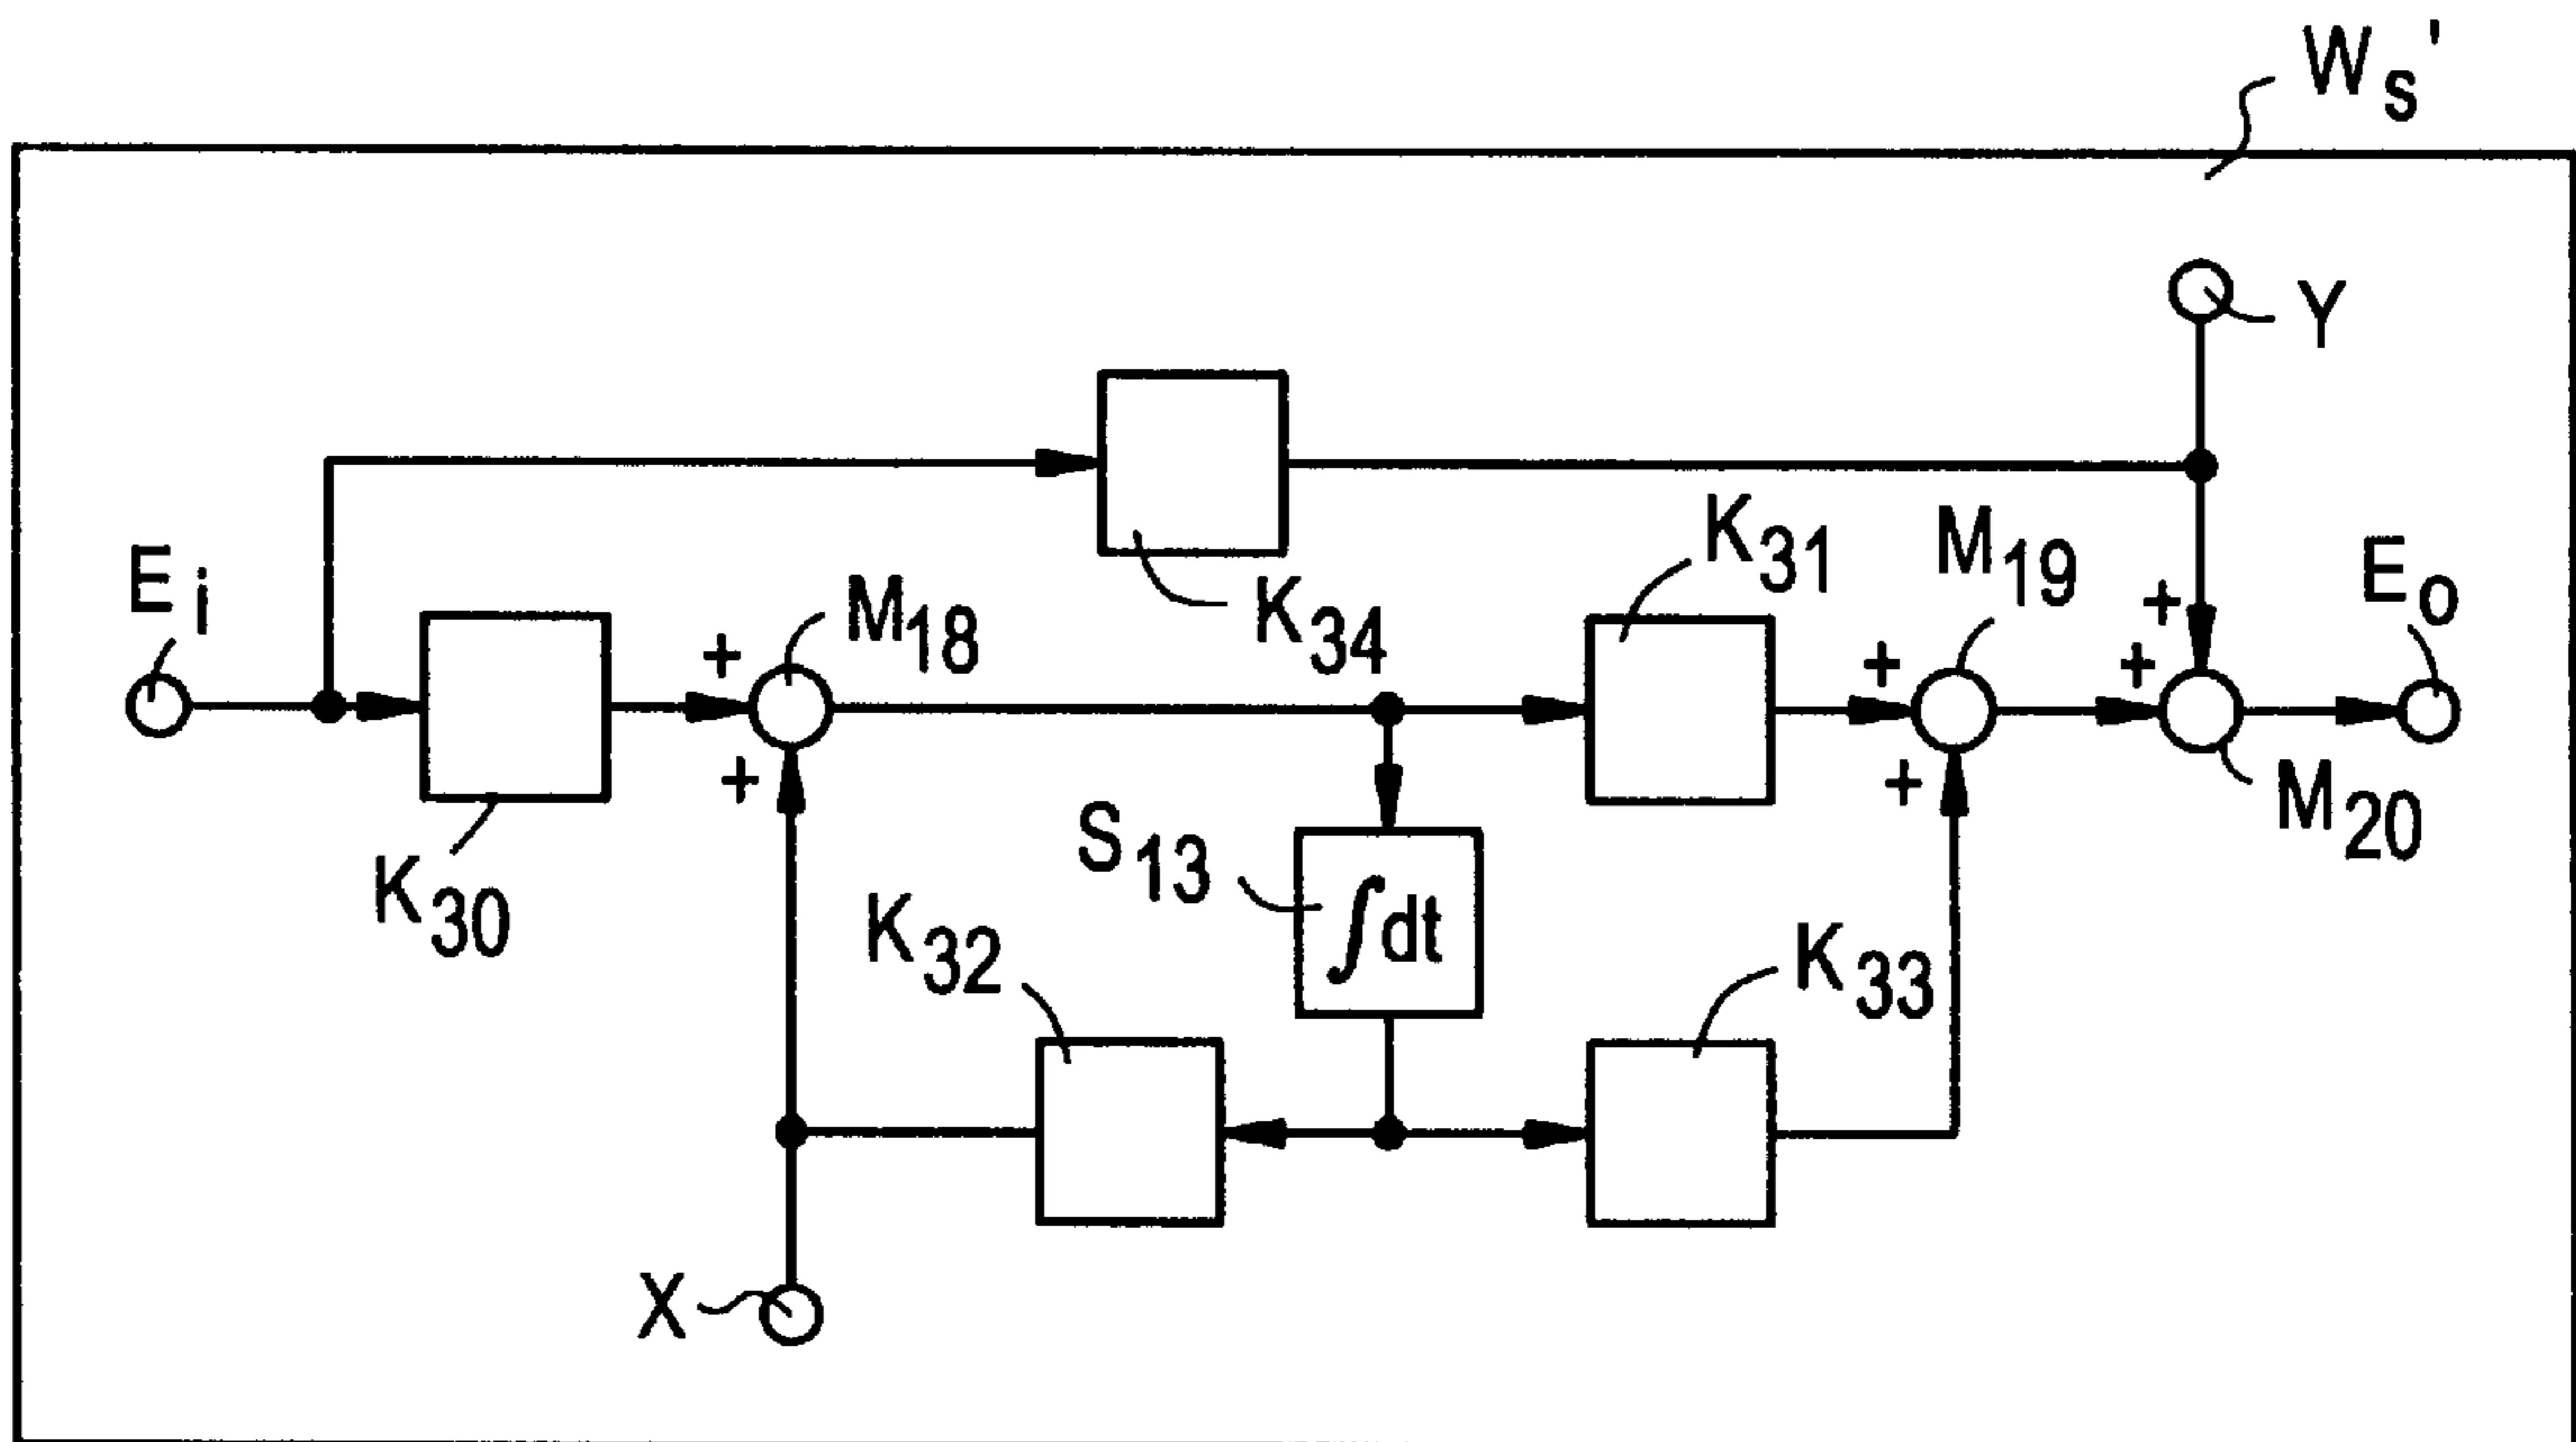 Ws'
Y
Ei
K34
K31
M19
Eo
M18
+
+
+
+
+
+
K30
S13
∫dt
K32
K33
M20
X